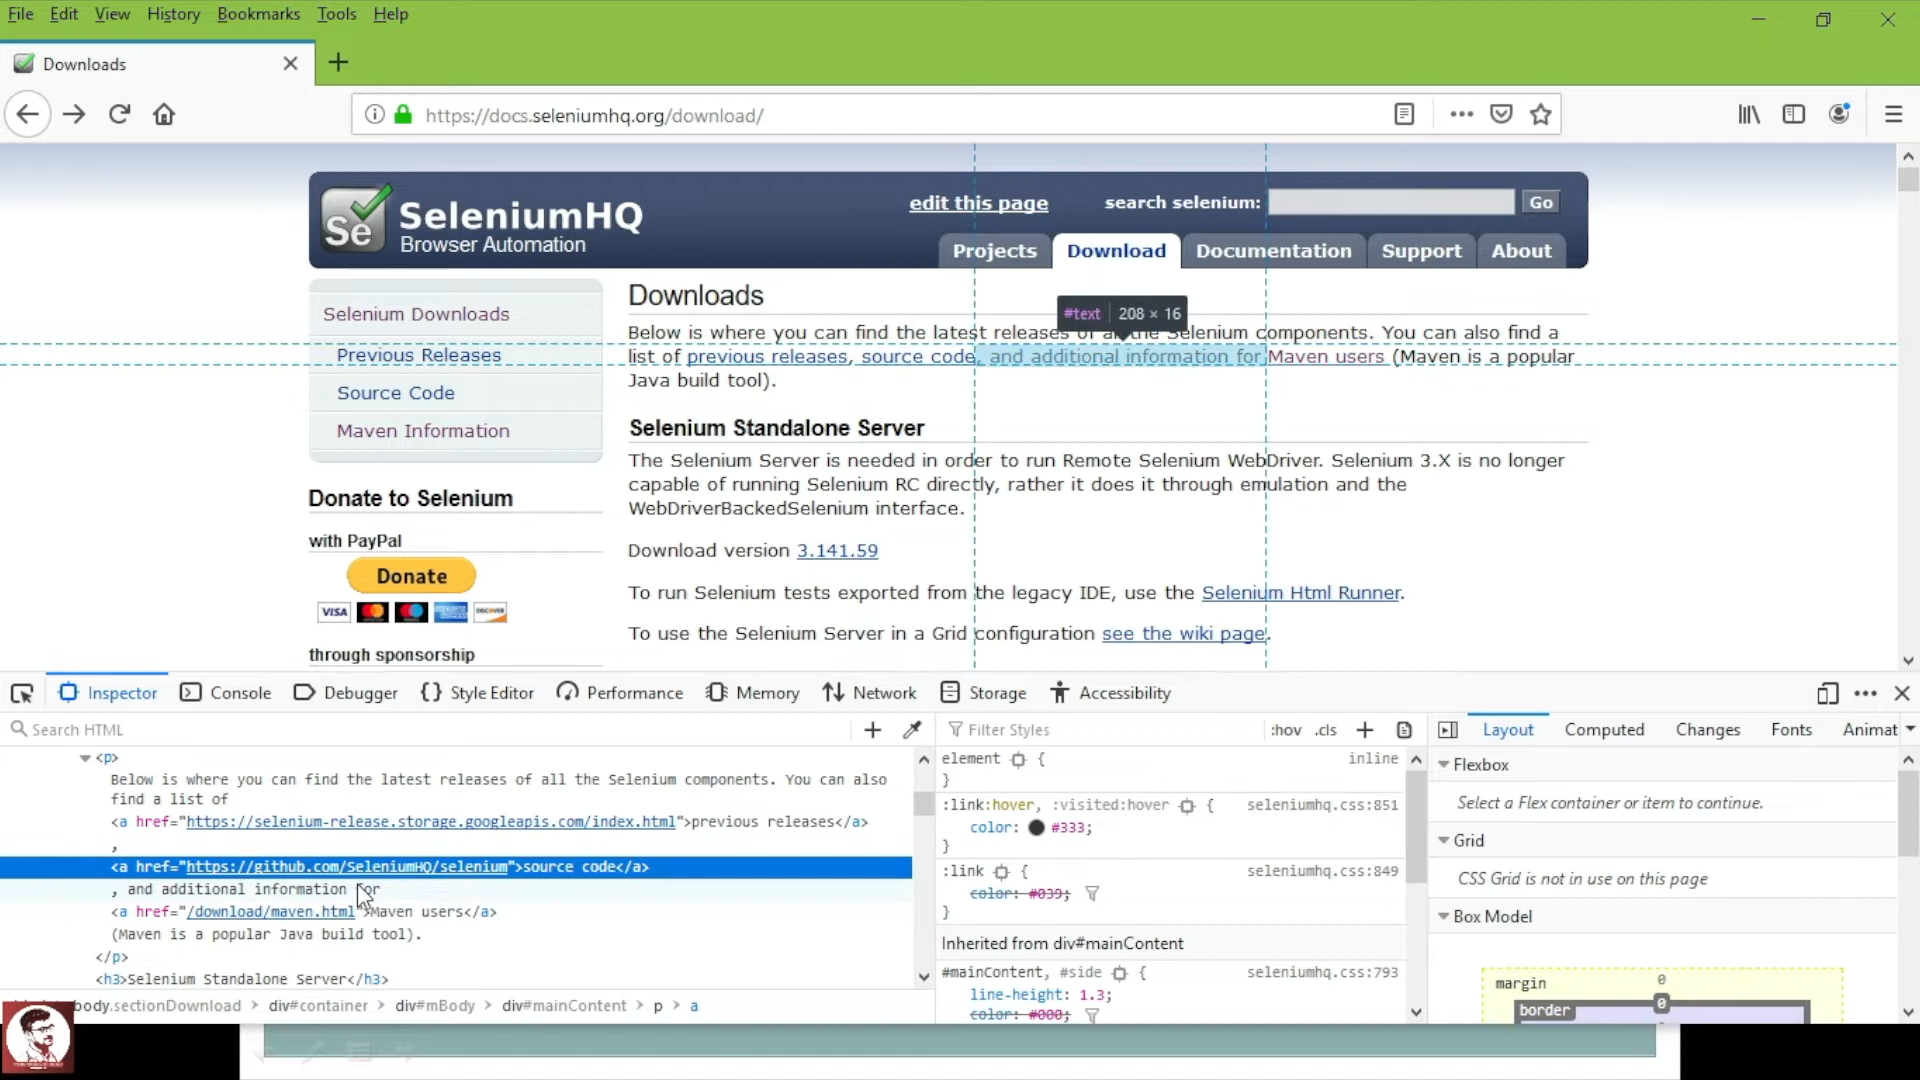 File Edit View History Bookmarks Tools Help
Downloads
https://docs.seleniumhq.org/download/
Se SeleniumHQ
Browser Automation
edit this page search selenium: Go
Projects Download Documentation Support About
Selenium Downloads
Previous Releases
Source Code
Maven Information
Donate to Selenium
with PayPal
Donate
VISA DISCOVER
through sponsorship
Downloads
#text 208 × 16
Below is where you can find the latest releases of all the Selenium components. You can also find a
list of previous releases, source code, and additional information for Maven users (Maven is a popular
Java build tool).
Selenium Standalone Server
The Selenium Server is needed in order to run Remote Selenium WebDriver. Selenium 3.X is no longer
capable of running Selenium RC directly, rather it does it through emulation and the
WebDriverBackedSelenium interface.
Download version 3.141.59
To run Selenium tests exported from the legacy IDE, use the Selenium Html Runner.
To use the Selenium Server in a Grid configuration see the wiki page.
Inspector Console Debugger {} Style Editor Performance Memory Network Storage Accessibility
Search HTML
<p>
Below is where you can find the latest releases of all the Selenium components. You can also
find a list of
<a href="https://selenium-release.storage.googleapis.com/index.html">previous releases</a>
,
<a href="https://github.com/SeleniumHQ/selenium">source code</a>
, and additional information for
<a href="/download/maven.html">Maven users</a>
(Maven is a popular Java build tool).
</p>
<h3>Selenium Standalone Server</h3>
body.sectionDownload > div#container > div#mBody > div#mainContent > p > a
Filter Styles :hov .cls
element { inline
}
:link:hover, :visited:hover { seleniumhq.css:851
color: #333;
}
:link { seleniumhq.css:849
color: #039;
}
Inherited from div#mainContent
#mainContent, #side { seleniumhq.css:793
line-height: 1.3;
color: #000;
Layout Computed Changes Fonts Animat
Flexbox
Select a Flex container or item to continue.
Grid
CSS Grid is not in use on this page
Box Model
margin 0
border 0